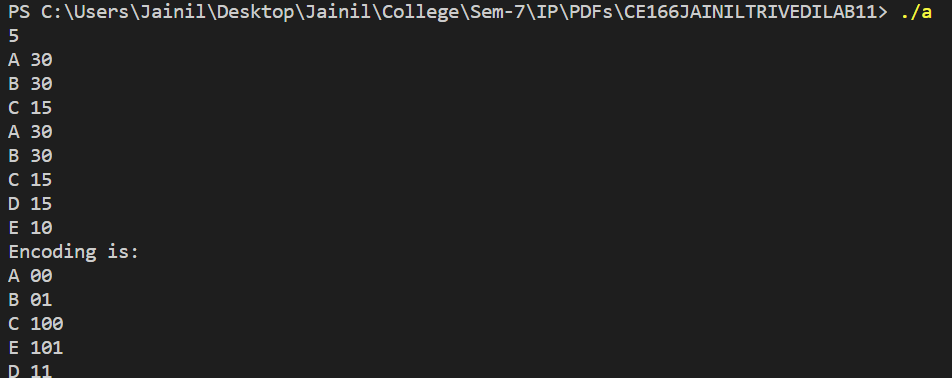 PS C:\Users\Jainil\Desktop\Jainil\College\Sem-7\IP\PDFs\CE166JAINILTRIVEDILAB11> ./a
5
A 30
B 30
C 15
A 30
B 30
C 15
D 15
E 10
Encoding is:
A 00
B 01
C 100
E 101
D 11